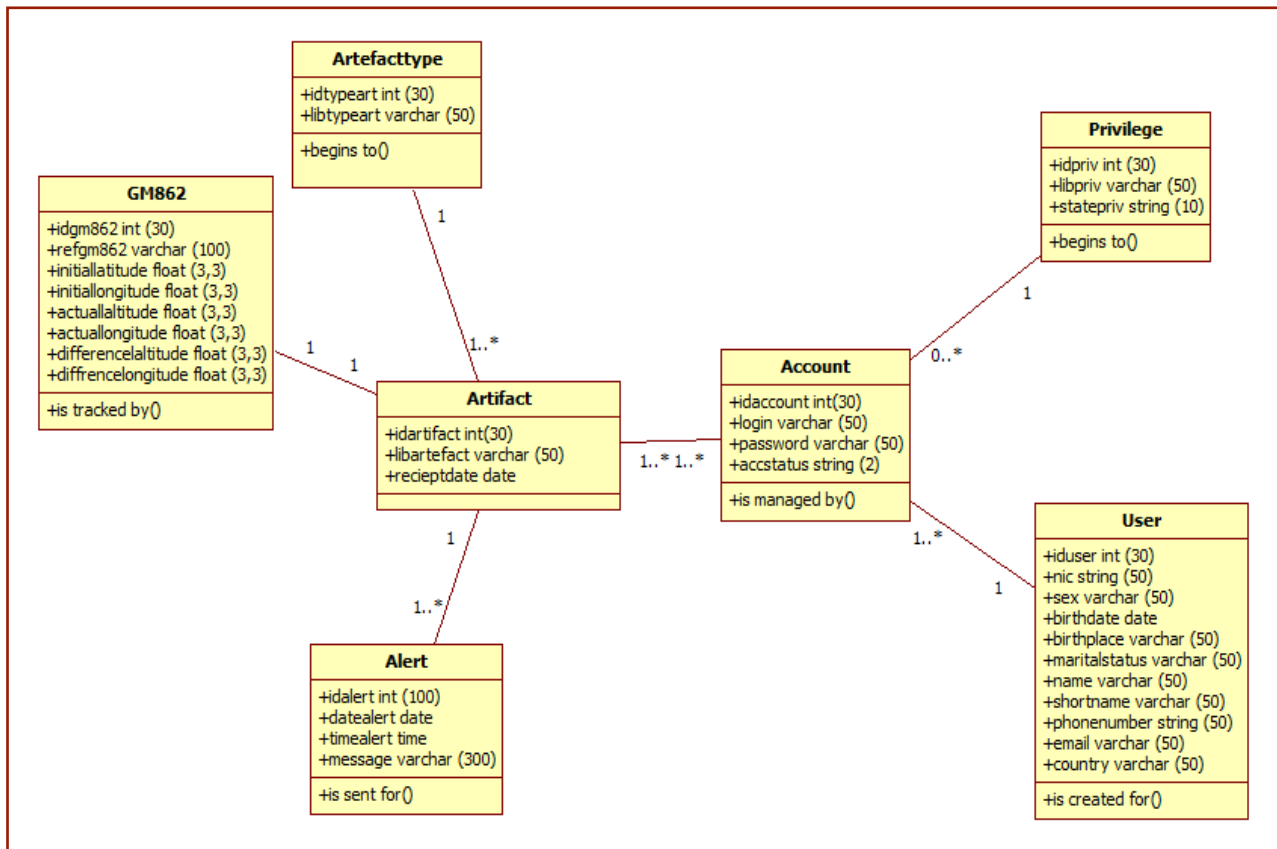 Artefacttype
+idtypeart int (30)
+libtypeart varchar (50)
+begins to()
Privilege
+idpriv int (30)
+libpriv varchar (50)
+statepriv string (10)
+begins to()
GM862
+idgm862 int (30)
+refgm862 varchar (100)
+initiallatitude float (3,3)
+initiallongitude float (3,3)
+actuallaltitude float (3,3)
+actuallongitude float (3,3)
+differencelaltitude float (3,3)
+diffrencelongitude float (3,3)
+is tracked by()
1
1..*
1
1
1
0..*
Artifact
+idartifact int(30)
+libartefact varchar (50)
+recieptdate date
1..* 1..*
Account
+idaccount int(30)
+login varchar (50)
+password varchar (50)
+accstatus string (2)
+is managed by()
1
1..*
1..*
1
Alert
+idalert int (100)
+datealert date
+timealert time
+message varchar (300)
+is sent for()
User
+iduser int (30)
+nic string (50)
+sex varchar (50)
+birthdate date
+birthplace varchar (50)
+maritalstatus varchar (50)
+name varchar (50)
+shortname varchar (50)
+phonenumber string (50)
+email varchar (50)
+country varchar (50)
+is created for()